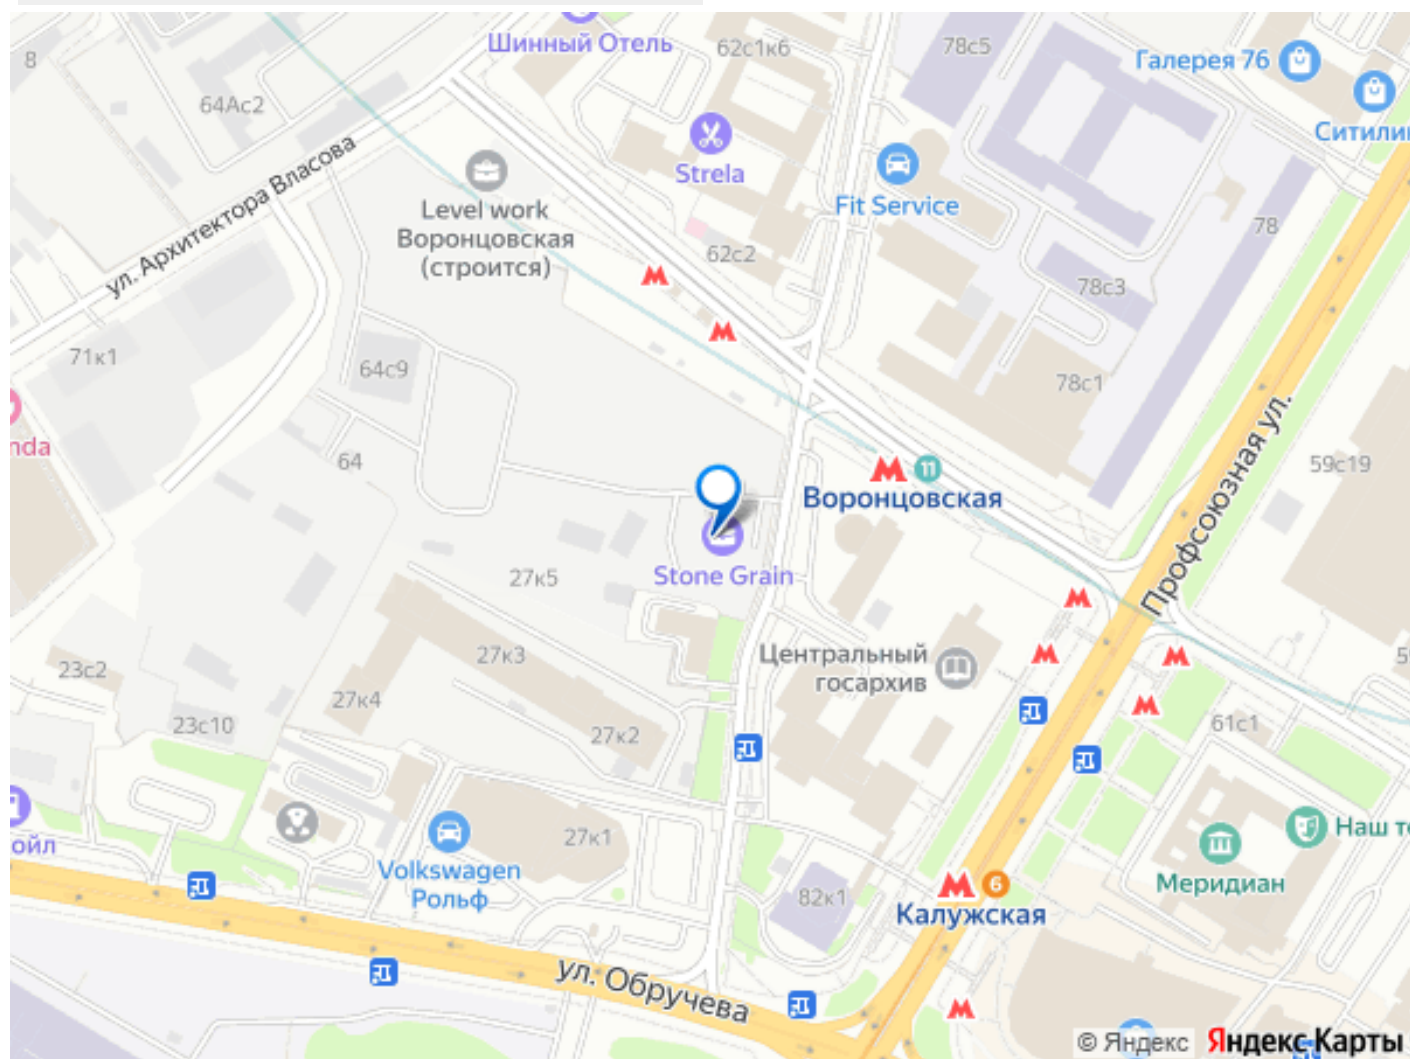 Шинный Отель
62с1к6
78с5
Галерея 76
8
64Ас2
Ситили
Strela
ул. Архитектора Власова
Level work
Воронцовская
(строится)
Fit Service
62с2
78
78с3
71к1
64с9
78с1
Профсоюзная ул.
nda
64
59с19
11
Воронцовская
27к5
Stone Grain
Центральный
госархив
27к3
23с2
27к4
5
23с10
27к2
61с1
ойл
27к1
Наш т
Volkswagen
Рольф
82к1
6
Меридиан
Калужская
ул. Обручева
© Яндекс Яндекс Карты